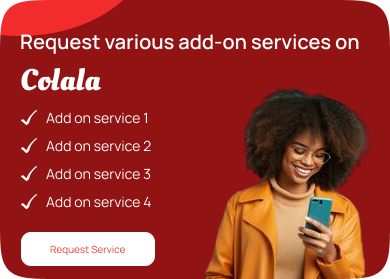 Request various add-on services on
Colala
Add on service 1
Add on service 2
Add on service 3
Add on service 4
Request Service